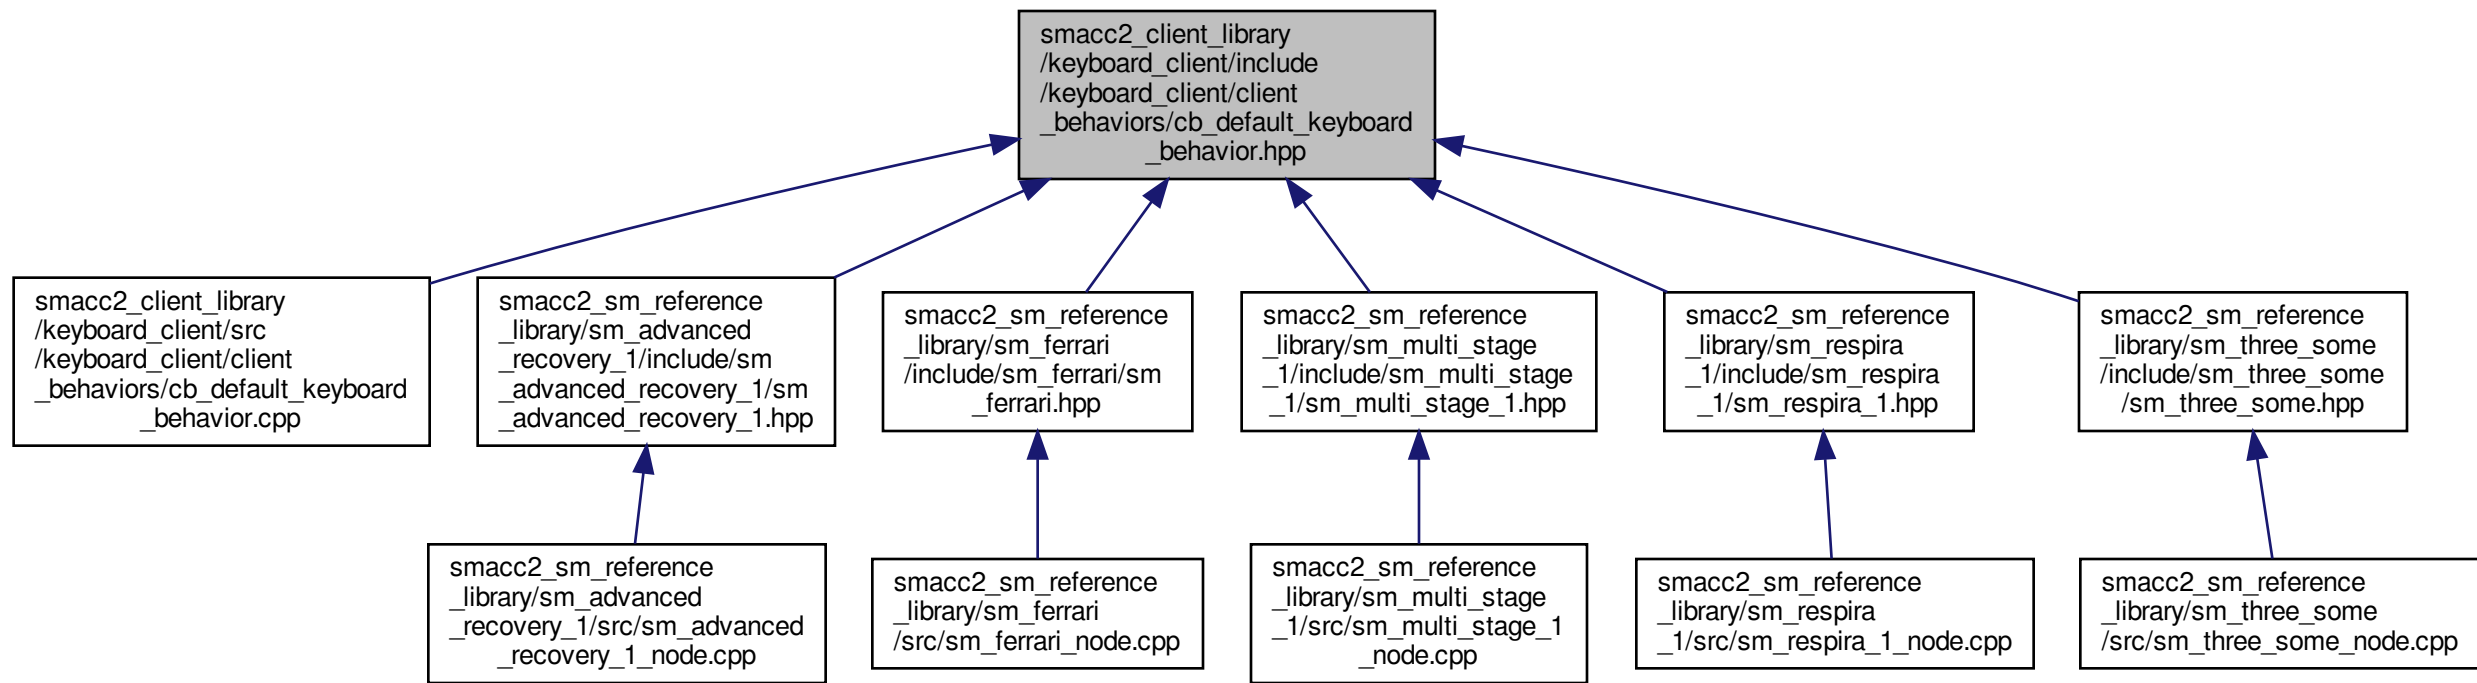 smacc2_client_library
/keyboard_client/include
/keyboard_client/client
_behaviors/cb_default_keyboard
_behavior.hpp
smacc2_client_library
/keyboard_client/src
/keyboard_client/client
_behaviors/cb_default_keyboard
_behavior.cpp
smacc2_sm_reference
_library/sm_advanced
_recovery_1/include/sm
_advanced_recovery_1/sm
_advanced_recovery_1.hpp
smacc2_sm_reference
_library/sm_ferrari
/include/sm_ferrari/sm
_ferrari.hpp
smacc2_sm_reference
_library/sm_multi_stage
_1/include/sm_multi_stage
_1/sm_multi_stage_1.hpp
smacc2_sm_reference
_library/sm_respira
_1/include/sm_respira
_1/sm_respira_1.hpp
smacc2_sm_reference
_library/sm_three_some
/include/sm_three_some
/sm_three_some.hpp
smacc2_sm_reference
_library/sm_advanced
_recovery_1/src/sm_advanced
_recovery_1_node.cpp
smacc2_sm_reference
_library/sm_ferrari
/src/sm_ferrari_node.cpp
smacc2_sm_reference
_library/sm_multi_stage
_1/src/sm_multi_stage_1
_node.cpp
smacc2_sm_reference
_library/sm_respira
_1/src/sm_respira_1_node.cpp
smacc2_sm_reference
_library/sm_three_some
/src/sm_three_some_node.cpp